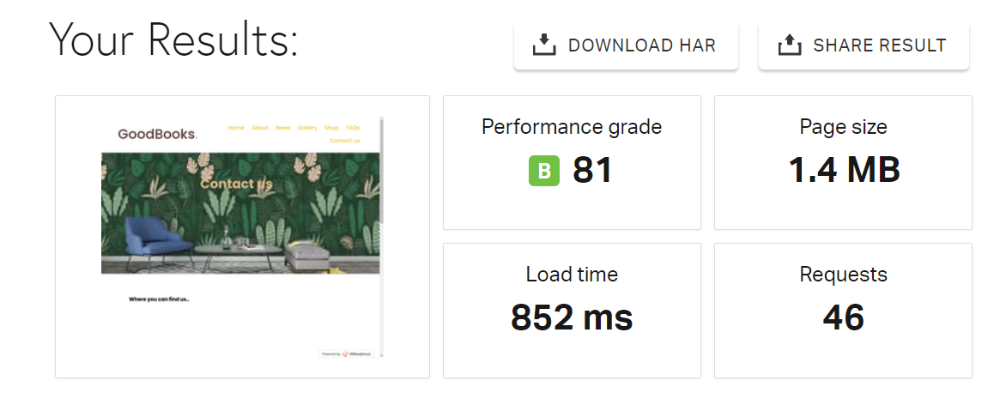 Your Results:
DOWNLOAD HAR
SHARE RESULT
GoodBooks.
Home About News Gallery Shop FAQs
Contact us
Contact us
Where you can find us...
Powered by 000webhost
Performance grade
B 81
Page size
1.4 MB
Load time
852 ms
Requests
46